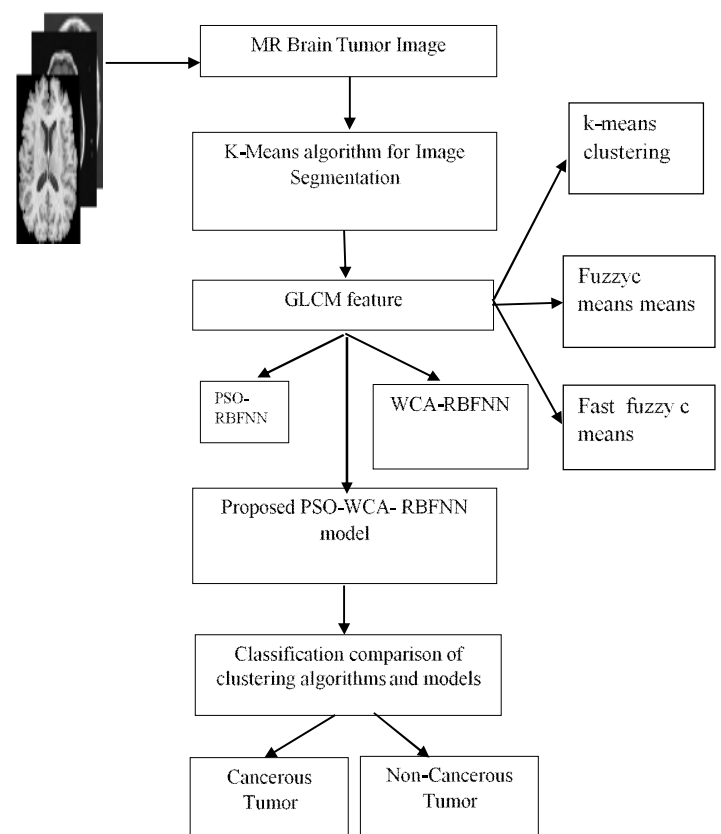 MR Brain Tumor Image
K-Means algorithm for Image
Segmentation
k-means
clustering
GLCM feature
Fuzzyc
means means
PSO-
RBFNN
WCA-RBFNN
Fast fuzzy c
means
Proposed PSO-WCA- RBFNN
model
Classification comparison of
clustering algorithms and models
Cancerous
Tumor
Non-Cancerous
Tumor